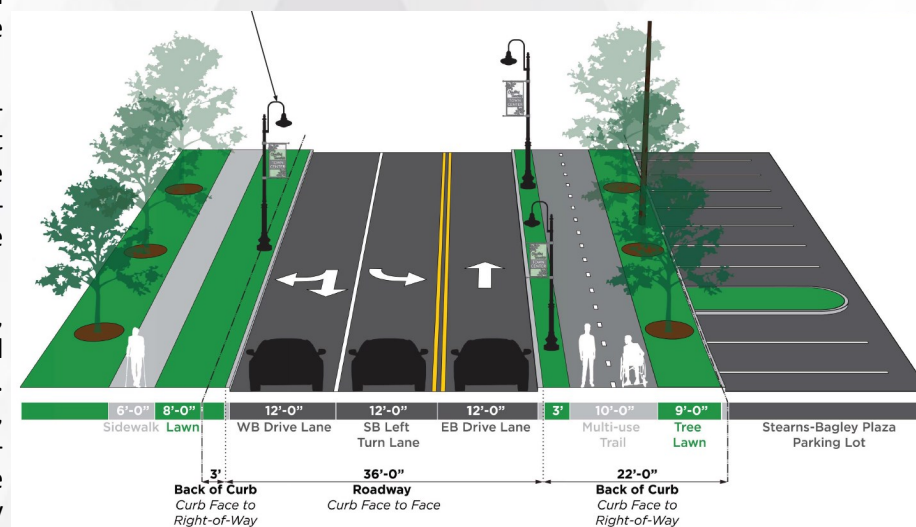 6’-0” 8’-0” 12’-0” 12’-0” 12’-0” 3’ 10’-0” 9’-0”
Sidewalk Lawn WB Drive Lane SB Left EB Drive Lane Multi-use Tree Stearns-Bagley Plaza
Turn Lane Trail Lawn Parking Lot
3’ 36’-0” 22’-0”
Back of Curb Roadway Back of Curb
Curb Face to Curb Face to Face Curb Face to
Right-of-Way Right-of-Way